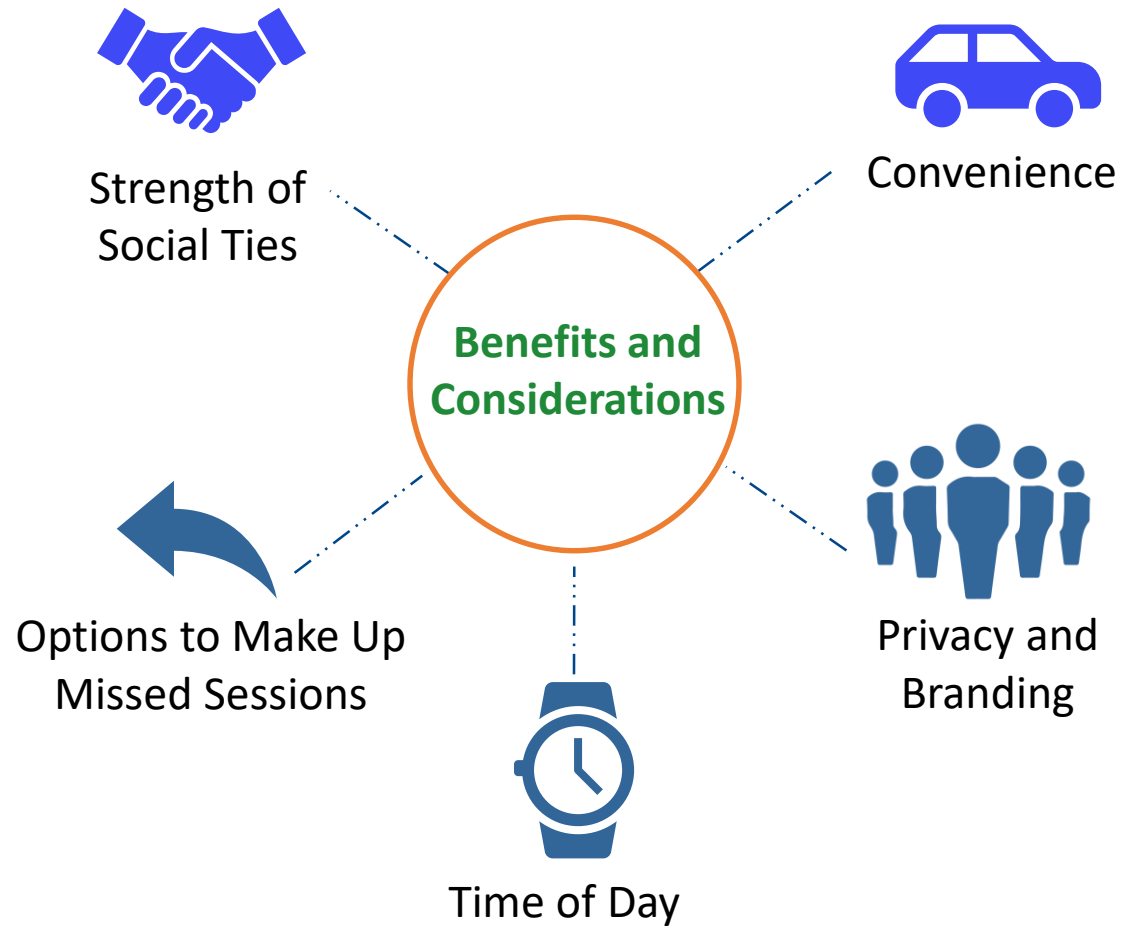 Strength of
Social Ties
Convenience
Benefits and
Considerations
Options to Make Up
Missed Sessions
Privacy and
Branding
Time of Day